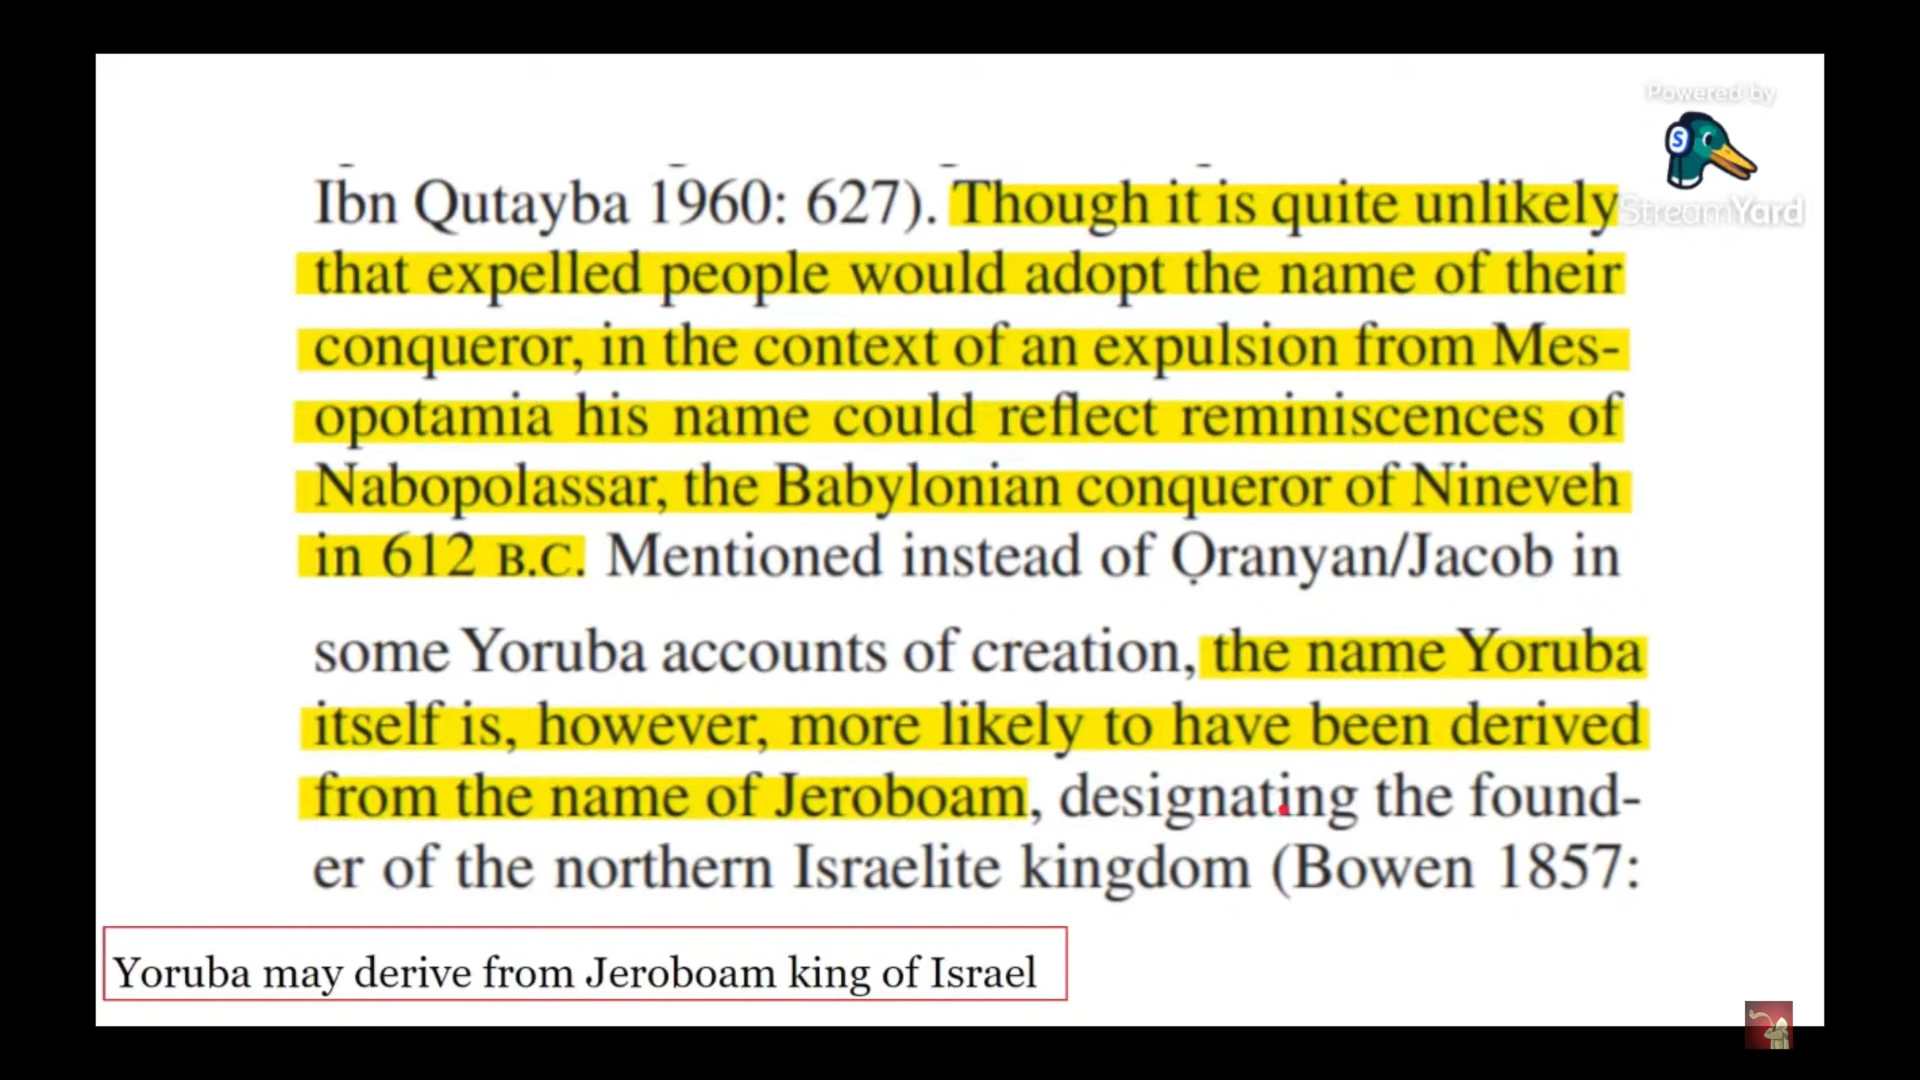 Powered by
StreamYard
Ibn Qutayba 1960: 627). Though it is quite unlikely
that expelled people would adopt the name of their
conqueror, in the context of an expulsion from Mes-
opotamia his name could reflect reminiscences of
Nabopolassar, the Babylonian conqueror of Nineveh
in 612 B.C. Mentioned instead of Ọranyan/Jacob in
some Yoruba accounts of creation, the name Yoruba
itself is, however, more likely to have been derived
from the name of Jeroboam, designating the found-
er of the northern Israelite kingdom (Bowen 1857:
Yoruba may derive from Jeroboam king of Israel